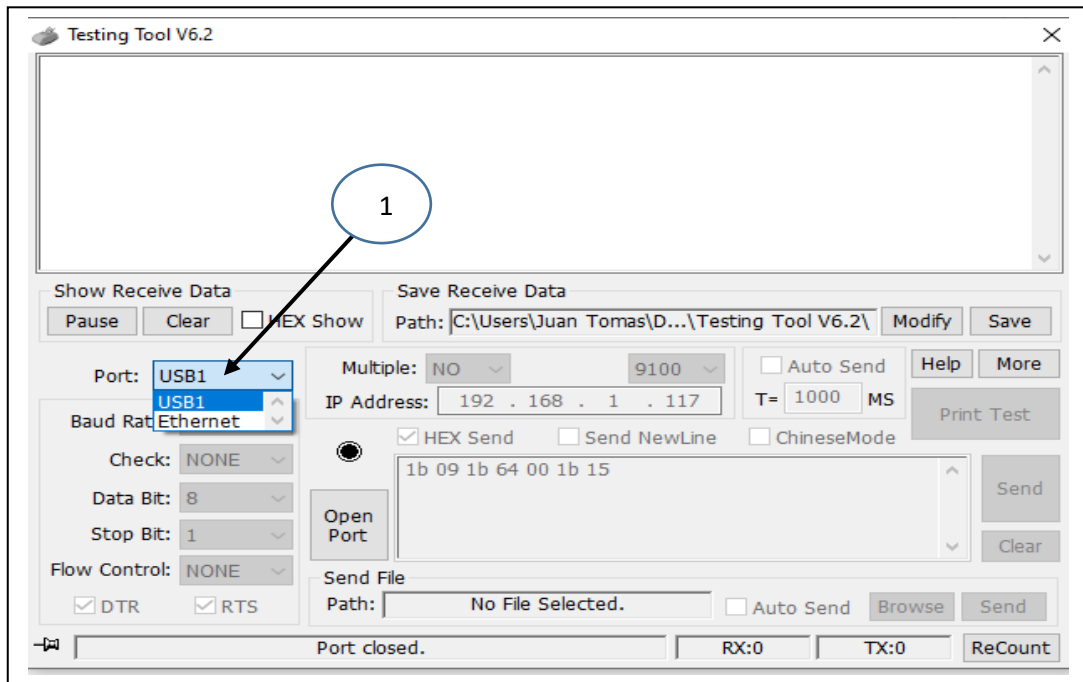 Testing Tool V6.2
1
Show Receive Data
Pause Clear HEX Show
Save Receive Data
Path: C:\Users\Juan Tomas\D...\Testing Tool V6.2\ Modify Save
Port: USB1
USB1
Ethernet
Multiple: NO 9100
IP Address: 192 . 168 . 1 . 117
Auto Send
T= 1000 MS
Help More
Print Test
Baud Rat
Check: NONE
Data Bit: 8
Stop Bit: 1
Flow Control: NONE
DTR RTS
HEX Send Send NewLine ChineseMode
1b 09 1b 64 00 1b 15
Open
Port
Send
Clear
Send File
Path: No File Selected. Auto Send Browse Send
Port closed. RX:0 TX:0 ReCount